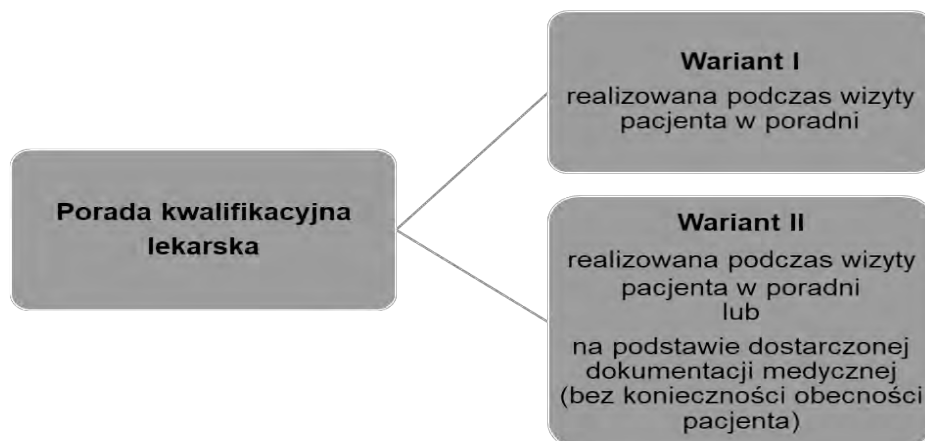 Porada kwalifikacyjna
lekarska
Wariant I
realizowana podczas wizyty
pacjenta w poradni
Wariant II
realizowana podczas wizyty
pacjenta w poradni
lub
na podstawie dostarczonej
dokumentacji medycznej
(bez konieczności obecności
pacjenta)